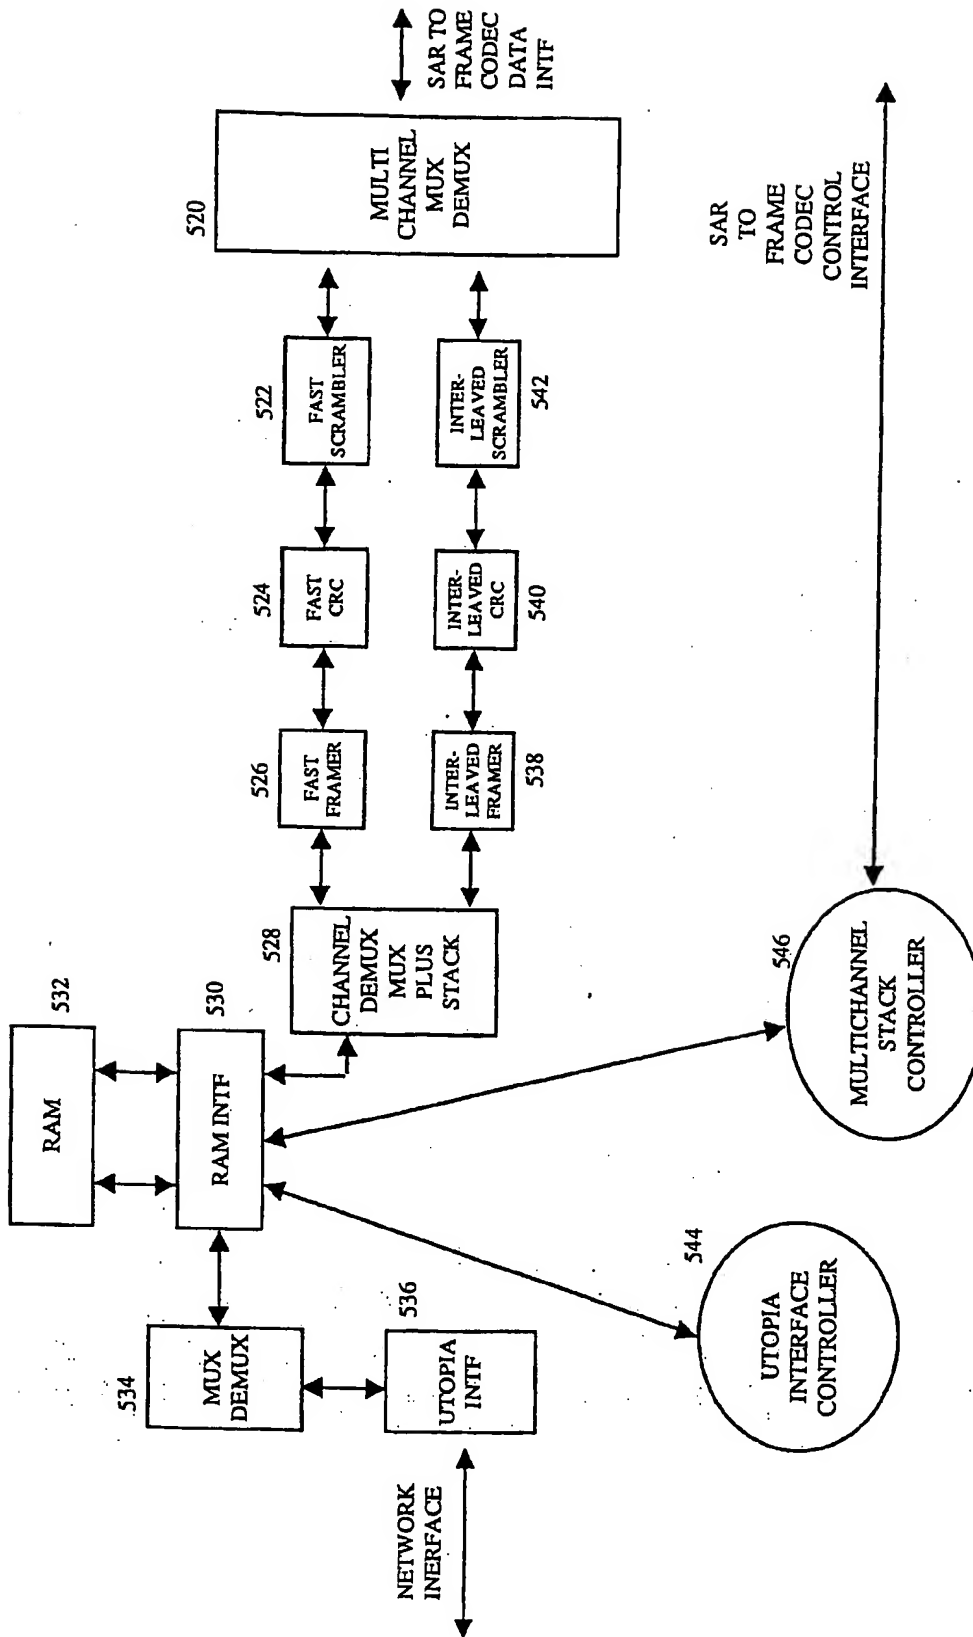 532
RAM
530
RAM INTF
534
MUX
DEMUX
536
UTOPIA
INTF
NETWORK
INERFACE
528
CHANNEL
DEMUX
MUX
PLUS
STACK
526
FAST
FRAMER
524
FAST
CRC
522
FAST
SCRAMBLER
520
MULTI
CHANNEL
MUX
DEMUX
SAR TO
FRAME
CODEC
DATA
INTF
INTER-
LEAVED
FRAMER
538
INTER-
LEAVED
CRC
540
INTER-
LEAVED
SCRAMBLER
542
544
UTOPIA
INTERFACE
CONTROLLER
546
MULTICHANNEL
STACK
CONTROLLER
SAR
TO
FRAME
CODEC
CONTROL
INTERFACE